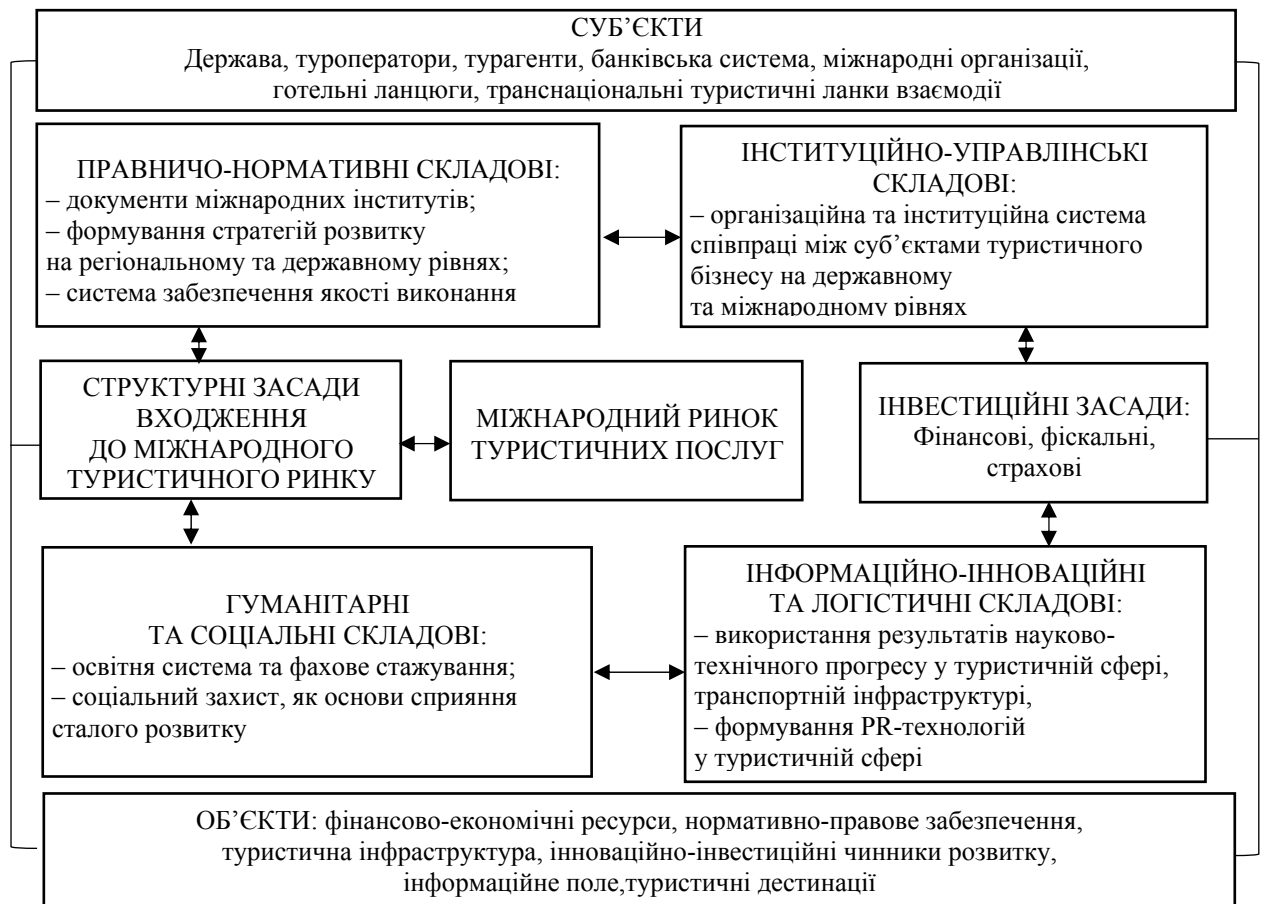 СУБ’ЄКТИ
Держава, туроператори, турагенти, банківська система, міжнародні організації,
готельні ланцюги, транснаціональні туристичні ланки взаємодії
ПРАВНИЧО-НОРМАТИВНІ СКЛАДОВІ:
– документи міжнародних інститутів;
– формування стратегій розвитку
на регіональному та державному рівнях;
– система забезпечення якості виконання
ІНСТИТУЦІЙНО-УПРАВЛІНСЬКІ
СКЛАДОВІ:
– організаційна та інституційна система
співпраці між суб’єктами туристичного
бізнесу на державному
та міжнародному рівнях
СТРУКТУРНІ ЗАСАДИ
ВХОДЖЕННЯ
ДО МІЖНАРОДНОГО
ТУРИСТИЧНОГО РИНКУ
МІЖНАРОДНИЙ РИНОК
ТУРИСТИЧНИХ ПОСЛУГ
ІНВЕСТИЦІЙНІ ЗАСАДИ:
Фінансові, фіскальні,
страхові
ГУМАНІТАРНІ
ТА СОЦІАЛЬНІ СКЛАДОВІ:
– освітня система та фахове стажування;
– соціальний захист, як основи сприяння
сталого розвитку
ІНФОРМАЦІЙНО-ІННОВАЦІЙНІ
ТА ЛОГІСТИЧНІ СКЛАДОВІ:
– використання результатів науково-
технічного прогресу у туристичній сфері,
транспортній інфраструктурі,
– формування PR-технологій
у туристичній сфері
ОБ’ЄКТИ: фінансово-економічні ресурси, нормативно-правове забезпечення,
туристична інфраструктура, інноваційно-інвестиційні чинники розвитку,
інформаційне поле,туристичні дестинації